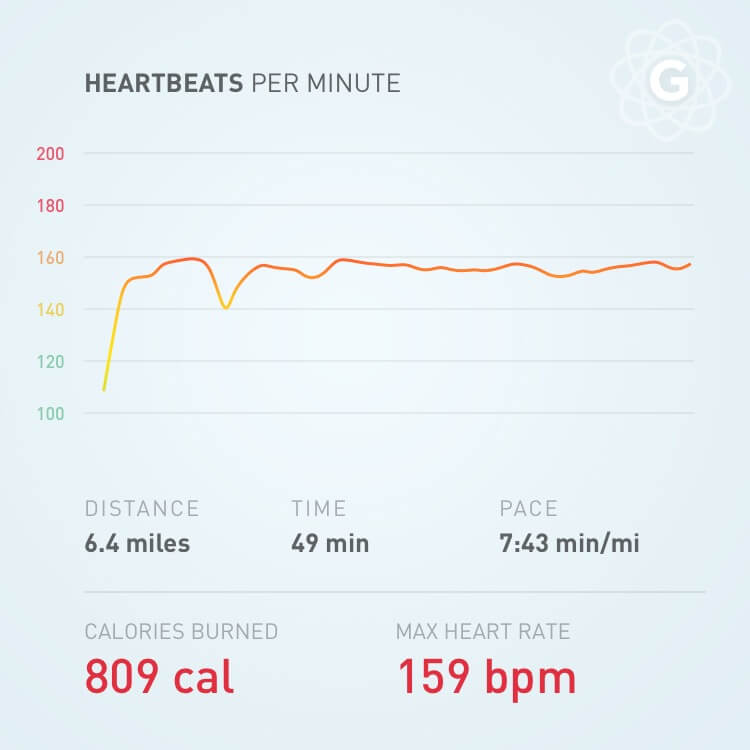 HEARTBEATS PER MINUTE
G
200
180
160
140
120
100
DISTANCE TIME PACE
6.4 miles 49 min 7:43 min/mi
CALORIES BURNED MAX HEART RATE
809 cal 159 bpm